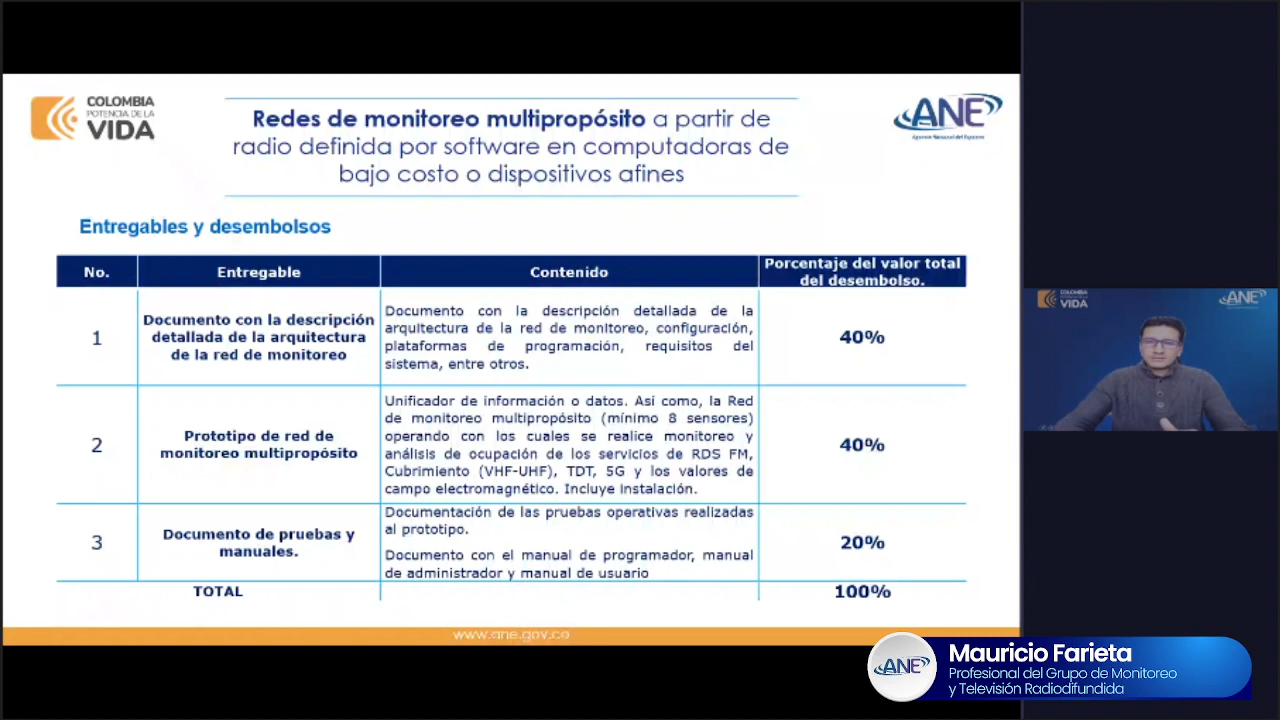 COLOMBIA
POTENCIA DE LA
VIDA
Redes de monitoreo multipropósito a partir de
radio definida por software en computadoras de
bajo costo o dispositivos afines
ANE
Agencia Nacional del Espectro
Entregables y desembolsos
No.
Entregable
Contenido
Porcentaje del valor total
del desembolso.
1
Documento con la descripción
detallada de la arquitectura
de la red de monitoreo
Documento con la descripción detallada de la
arquitectura de la red de monitoreo, configuración,
plataformas de programación, requisitos del
sistema, entre otros.
40%
2
Prototipo de red de
monitoreo multipropósito
Unificador de información o datos. Así como, la Red
de monitoreo multipropósito (mínimo 8 sensores)
operando con los cuales se realice monitoreo y
análisis de ocupación de los servicios de RDS FM,
Cubrimiento (VHF-UHF), TDT, 5G y los valores de
campo electromagnético. Incluye instalación.
40%
3
Documento de pruebas y
manuales.
Documentación de las pruebas operativas realizadas
al prototipo.
Documento con el manual de programador, manual
de administrador y manual de usuario
20%
TOTAL
100%
www.ane.gov.co
COLOMBIA
VIDA
ANE
ANE
Mauricio Farieta
Profesional del Grupo de Monitoreo
y Televisión Radiodifundida